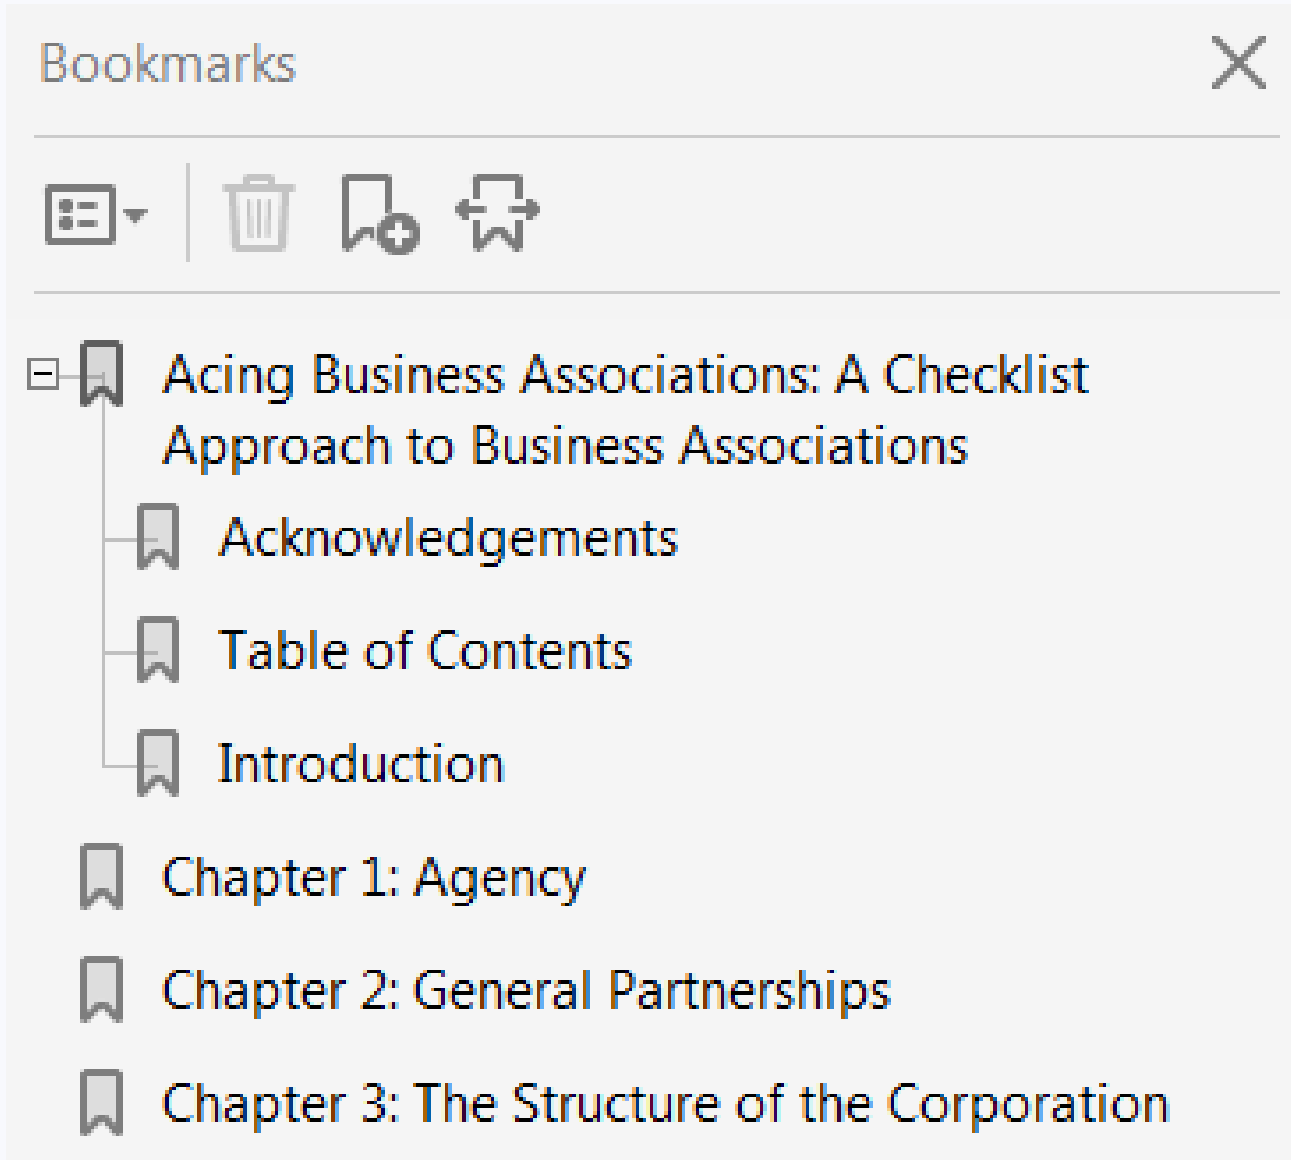 Bookmarks
Acing Business Associations: A Checklist
Approach to Business Associations
Acknowledgements
Table of Contents
Introduction
Chapter 1: Agency
Chapter 2: General Partnerships
Chapter 3: The Structure of the Corporation